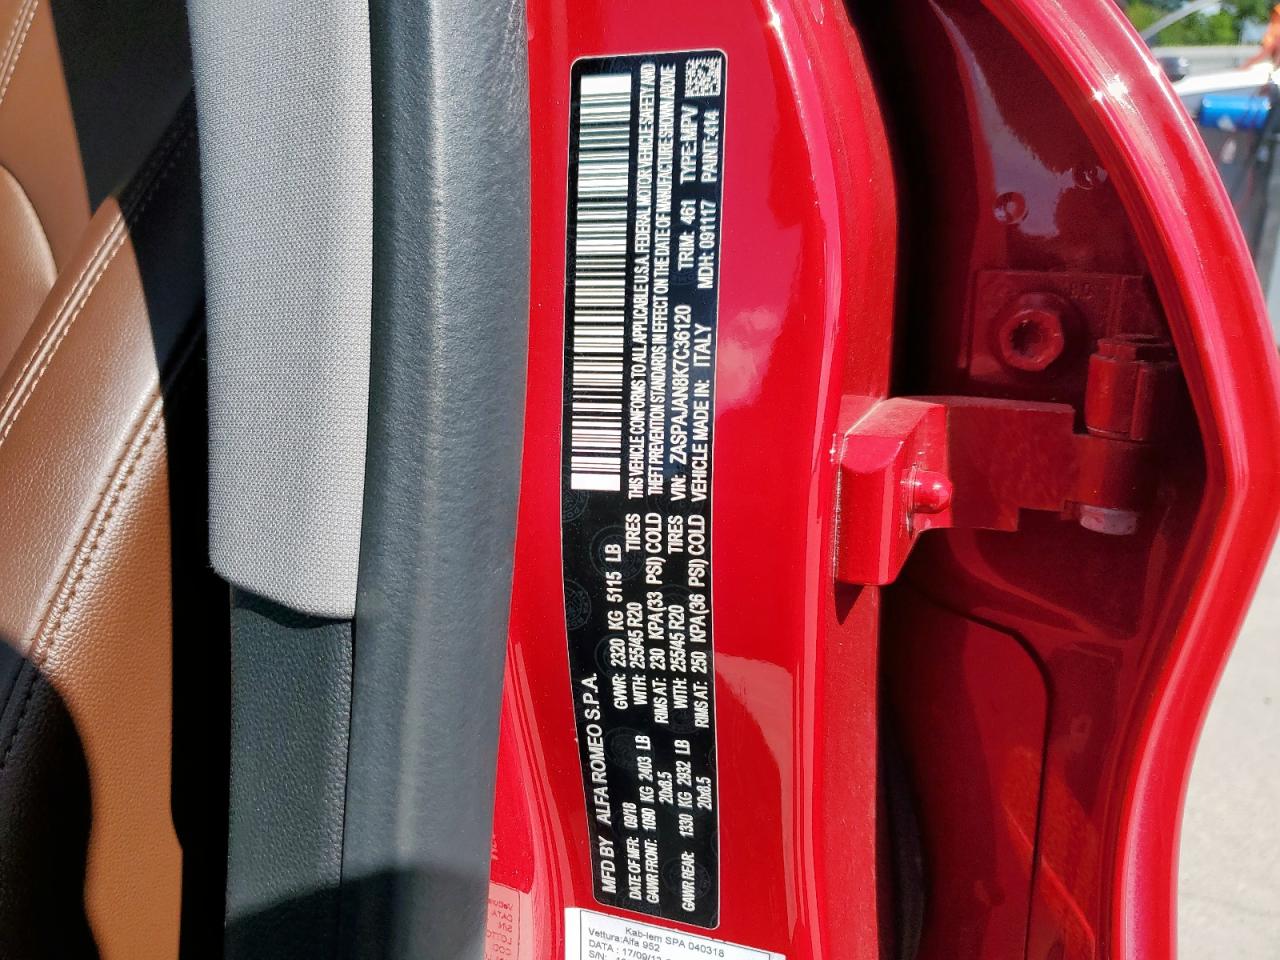 MFD BY ALFA ROMEO S.P.A.
DATE OF MFR: 09/18 GVWR: 2320 KG 5115 LB
GAWR FRONT: 1090 KG 2403 LB WITH: 255/45 R20 TIRES
20x8.5 RIMS AT: 230 KPA(33 PSI) COLD
GAWR REAR: 1330 KG 2932 LB WITH: 255/45 R20 TIRES
20x8.5 RIMS AT: 250 KPA(36 PSI) COLD
THIS VEHICLE CONFORMS TO ALL APPLICABLE U.S.A. FEDERAL MOTOR VEHICLE SAFETY AND
THEFT PREVENTION STANDARDS IN EFFECT ON THE DATE OF MANUFACTURE SHOWN ABOVE
VIN: ZASPAJAN8K7C36120 TRIM: 461 TYPE: MPV
VEHICLE MADE IN: ITALY MDH: 091117 PAINT: 414
Kab-lem SPA 040318
Vettura: Alfa 952
DATA : 17/09/
S/N: